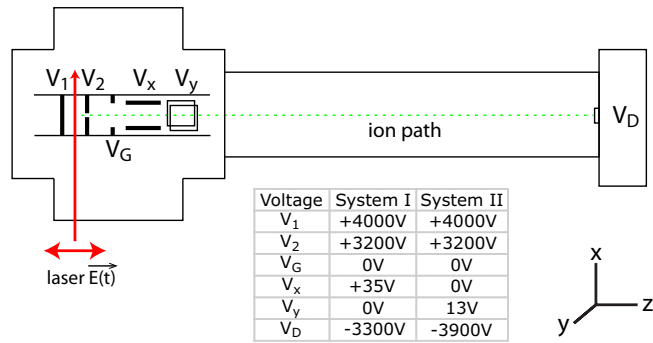 V1 V2 Vx Vy
VG
VD
ion path
laser E(t)
Voltage System I System II
V1 +4000V +4000V
V2 +3200V +3200V
VG 0V 0V
Vx +35V 0V
Vy 0V 13V
VD -3300V -3900V
x
y
z